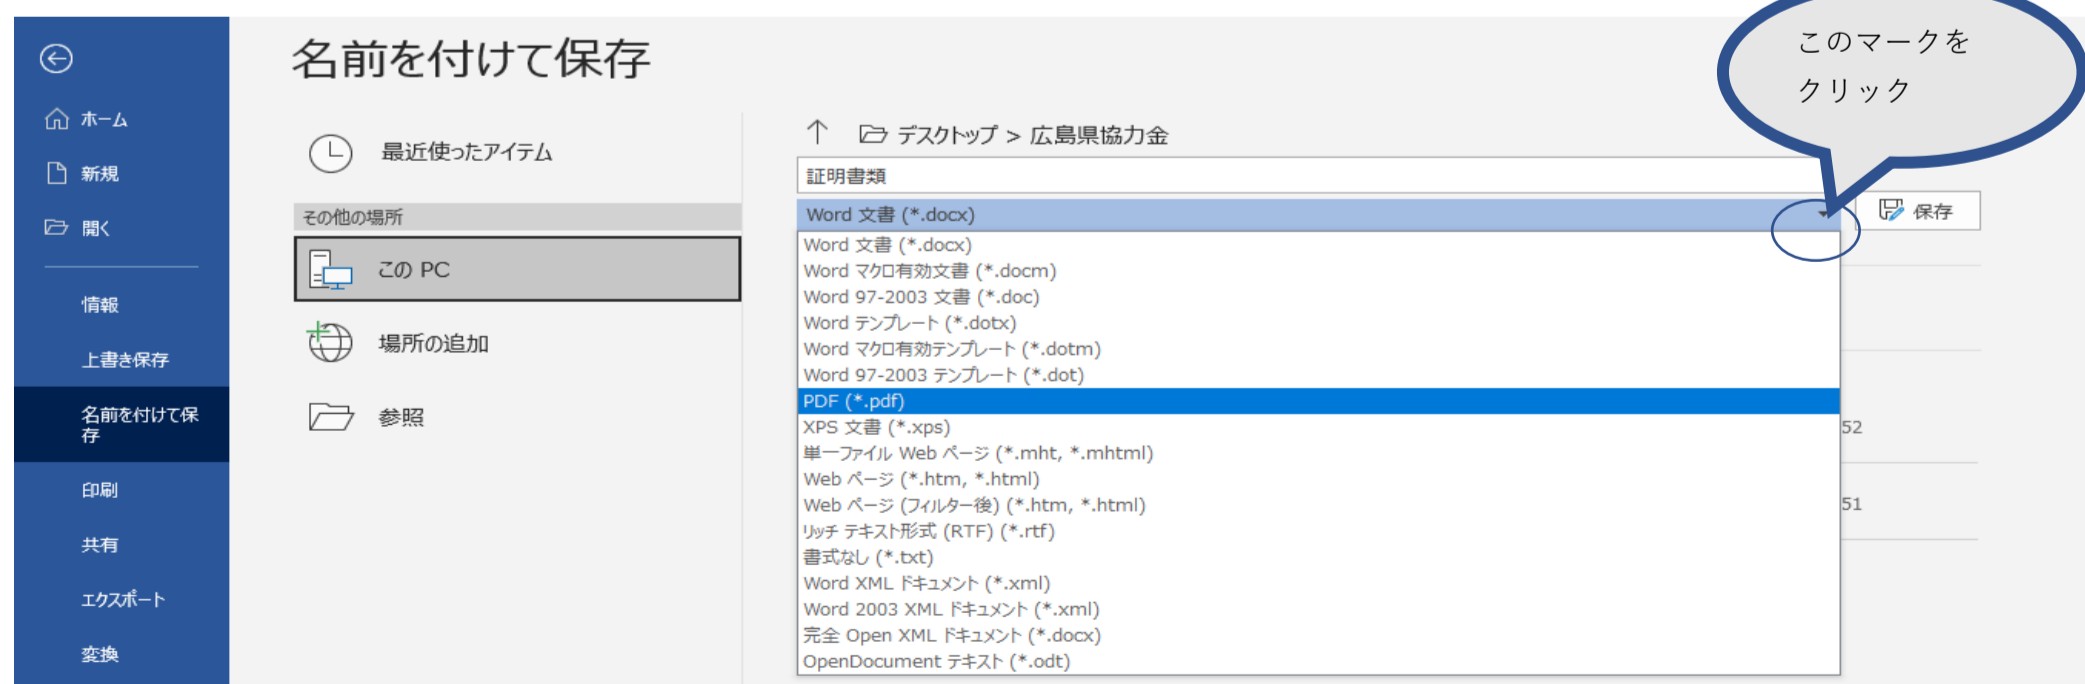 名前を付けて保存
このマークを
クリック
ホーム
新規
開く
情報
上書き保存
名前を付けて保
存
印刷
共有
エクスポート
変換
最近使ったアイテム
その他の場所
この PC
場所の追加
参照
デスクトップ > 広島県協力金
証明書類
Word 文書 (*.docx)
保存
Word 文書 (*.docx)
Word マクロ有効文書 (*.docm)
Word 97-2003 文書 (*.doc)
Word テンプレート (*.dotx)
Word マクロ有効テンプレート (*.dotm)
Word 97-2003 テンプレート (*.dot)
PDF (*.pdf)
XPS 文書 (*.xps)
単一ファイル Web ページ (*.mht, *.mhtml)
Web ページ (*.htm, *.html)
Web ページ (フィルター後) (*.htm, *.html)
リッチ テキスト形式 (RTF) (*.rtf)
書式なし (*.txt)
Word XML ドキュメント (*.xml)
Word 2003 XML ドキュメント (*.xml)
完全 Open XML ドキュメント (*.docx)
OpenDocument テキスト (*.odt)
52
51